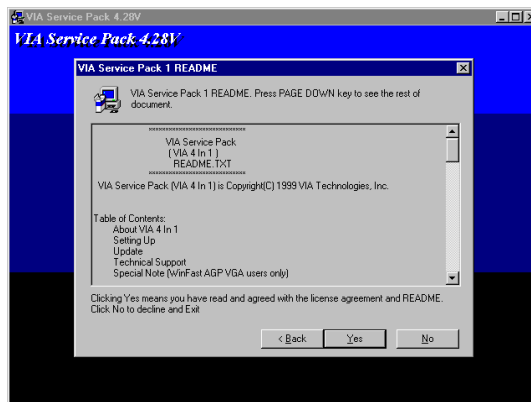 VIA Service Pack 4.28V
VIA Service Pack 4.28V
VIA Service Pack 1 README
VIA Service Pack 1 README. Press PAGE DOWN key to see the rest of
document.
********************************
VIA Service Pack
( VIA 4 In 1 )
README.TXT
********************************
VIA Service Pack (VIA 4 In 1) is Copyright(C) 1999 VIA Technologies, Inc.
Table of Contents:
About VIA 4 In 1
Setting Up
Update
Technical Support
Special Note (WinFast AGP VGA users only)
Clicking Yes means you have read and agreed with the license agreement and README.
Click No to decline and Exit
< Back
Yes
No